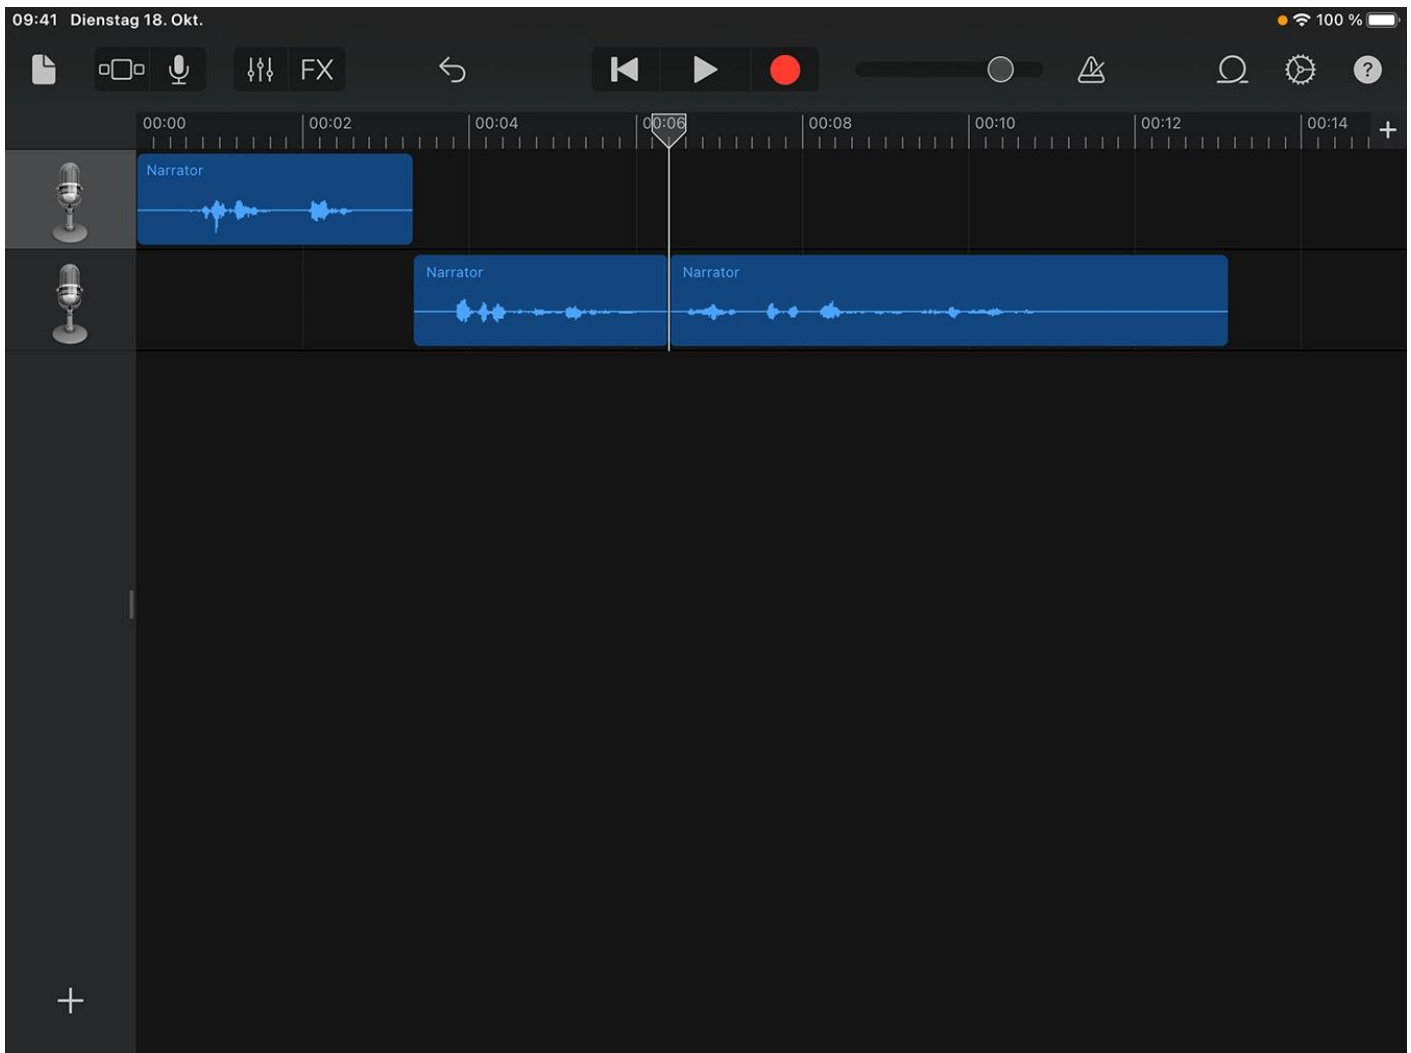 09:41 Dienstag 18. Okt. 100 %
FX
00:00 00:02 00:04 00:06 00:08 00:10 00:12 00:14
Narrator
Narrator Narrator